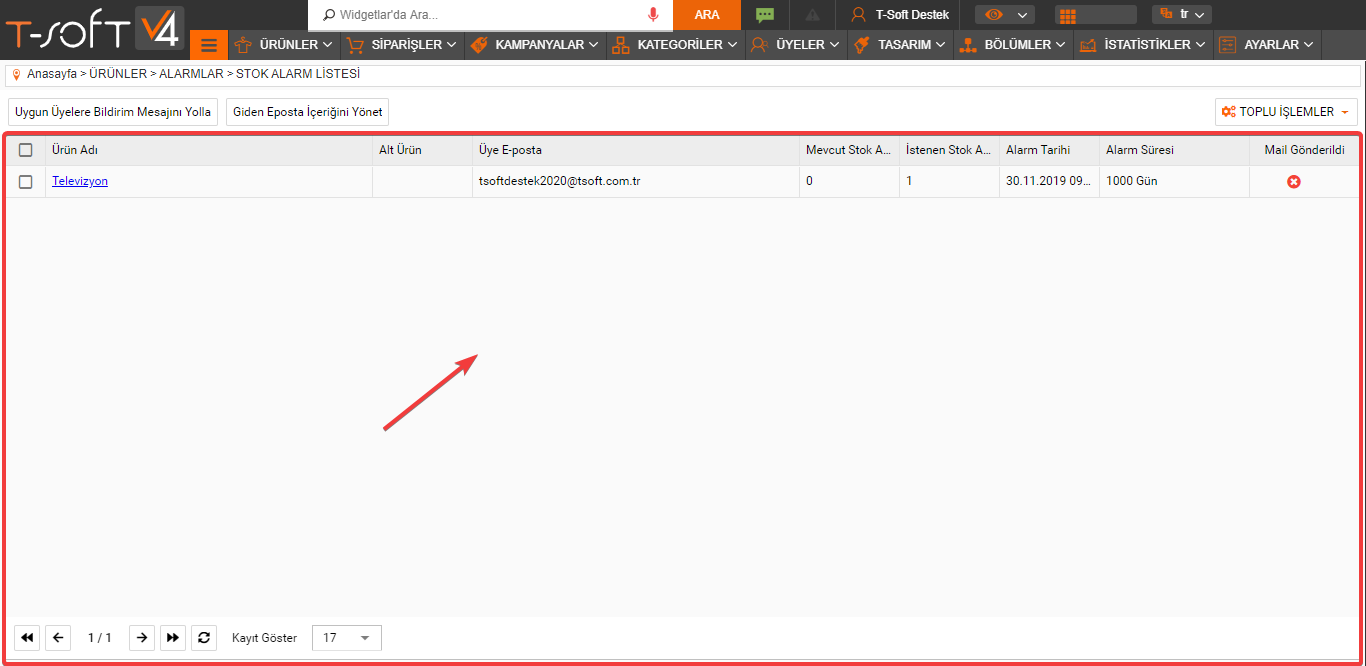 T-SOFT V4
Widgetlar'da Ara...
ARA
T-Soft Destek
tr
ÜRÜNLER
SİPARİŞLER
KAMPANYALAR
KATEGORİLER
ÜYELER
TASARIM
BÖLÜMLER
İSTATİSTİKLER
AYARLAR
Anasayfa > ÜRÜNLER > ALARMLAR > STOK ALARM LİSTESİ
Uygun Üyelere Bildirim Mesajını Yolla
Giden Eposta İçeriğini Yönet
TOPLU İŞLEMLER
Ürün Adı Alt Ürün Üye E-posta Mevcut Stok A... İstenen Stok A... Alarm Tarihi Alarm Süresi Mail Gönderildi
Televizyon tsoftdestek2020@tsoft.com.tr 0 1 30.11.2019 09... 1000 Gün
1 / 1 Kayıt Göster 17